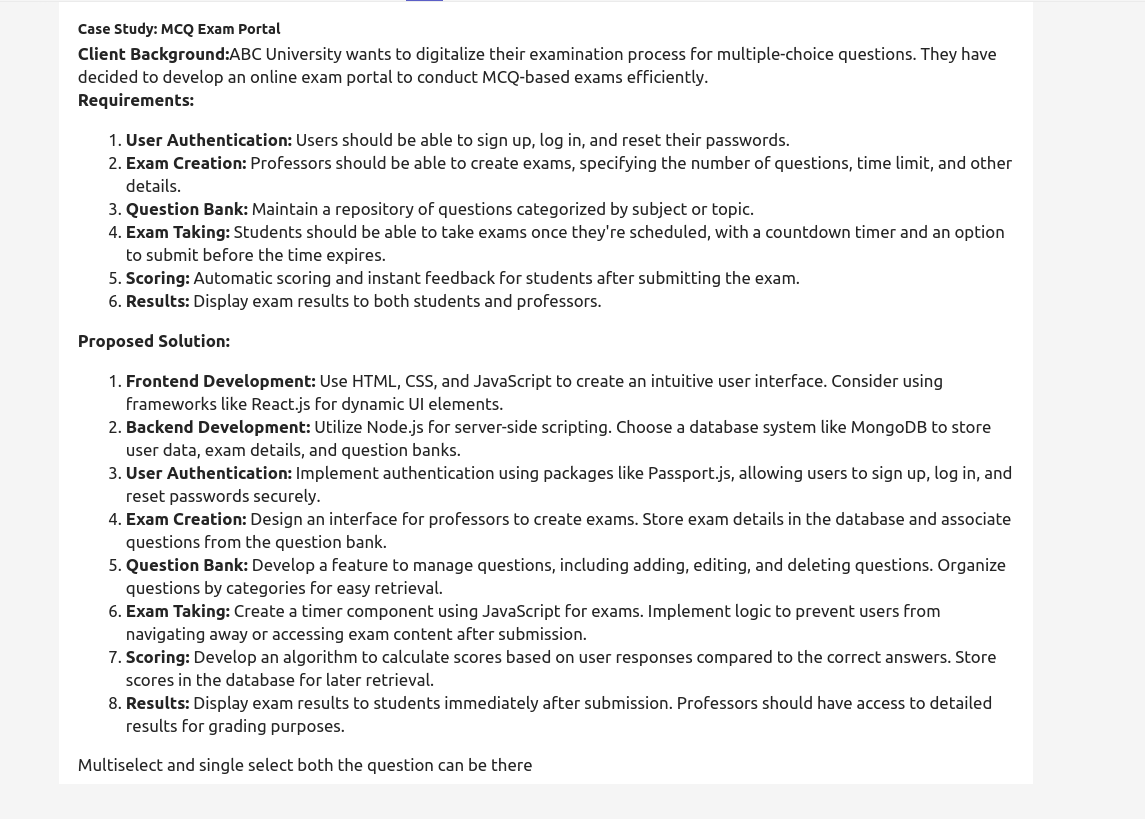 Case Study: MCQ Exam Portal
Client Background:ABC University wants to digitalize their examination process for multiple-choice questions. They have
decided to develop an online exam portal to conduct MCQ-based exams efficiently.
Requirements:
1. User Authentication: Users should be able to sign up, log in, and reset their passwords.
2. Exam Creation: Professors should be able to create exams, specifying the number of questions, time limit, and other
details.
3. Question Bank: Maintain a repository of questions categorized by subject or topic.
4. Exam Taking: Students should be able to take exams once they're scheduled, with a countdown timer and an option
to submit before the time expires.
5. Scoring: Automatic scoring and instant feedback for students after submitting the exam.
6. Results: Display exam results to both students and professors.
Proposed Solution:
1. Frontend Development: Use HTML, CSS, and JavaScript to create an intuitive user interface. Consider using
frameworks like React.js for dynamic UI elements.
2. Backend Development: Utilize Node.js for server-side scripting. Choose a database system like MongoDB to store
user data, exam details, and question banks.
3. User Authentication: Implement authentication using packages like Passport.js, allowing users to sign up, log in, and
reset passwords securely.
4. Exam Creation: Design an interface for professors to create exams. Store exam details in the database and associate
questions from the question bank.
5. Question Bank: Develop a feature to manage questions, including adding, editing, and deleting questions. Organize
questions by categories for easy retrieval.
6. Exam Taking: Create a timer component using JavaScript for exams. Implement logic to prevent users from
navigating away or accessing exam content after submission.
7. Scoring: Develop an algorithm to calculate scores based on user responses compared to the correct answers. Store
scores in the database for later retrieval.
8. Results: Display exam results to students immediately after submission. Professors should have access to detailed
results for grading purposes.
Multiselect and single select both the question can be there